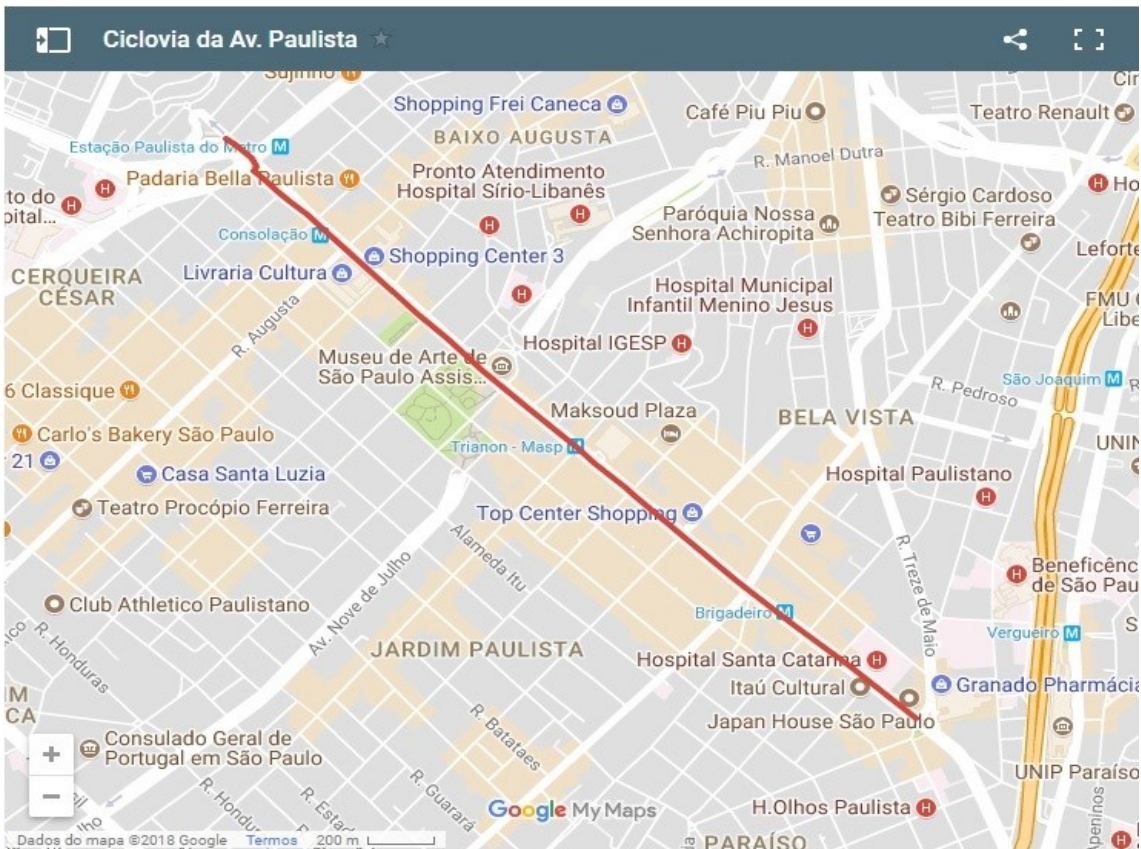 Ciclovia da Av. Paulista
Sujinho
Shopping Frei Caneca
Café Piu Piu
Teatro Renault
BAIXO AUGUSTA
Estação Paulista do Metro
R. Manoel Dutra
Padaria Bella Paulista
Pronto Atendimento
Hospital Sírio-Libanês
Sérgio Cardoso
Teatro Bibi Ferreira
Paróquia Nossa
Senhora Achiropita
Consolação
Shopping Center 3
Livraria Cultura
CERQUEIRA
CÉSAR
Hospital Municipal
Infantil Menino Jesus
R. Augusta
Hospital IGESP
Museu de Arte de
São Paulo Assis...
São Joaquim
R. Pedroso
6 Classique
Maksoud Plaza
BELA VISTA
Carlo's Bakery São Paulo
Trianon - Masp
21
Casa Santa Luzia
Hospital Paulistano
Teatro Procópio Ferreira
Top Center Shopping
Alameda Itu
R. Treze de Maio
Av. Nove de Julho
Beneficênc
de São Pau
Club Athletico Paulistano
Brigadeiro
Vergueiro
R. Honduras
JARDIM PAULISTA
Hospital Santa Catarina
Itaú Cultural
Granado Pharmácia
Japan House São Paulo
R. Batataes
Consulado Geral de
Portugal em São Paulo
UNIP Paraíso
R. Guarará
Google My Maps
H.Olhos Paulista
PARAÍSO
Dados do mapa ©2018 Google Termos 200 m